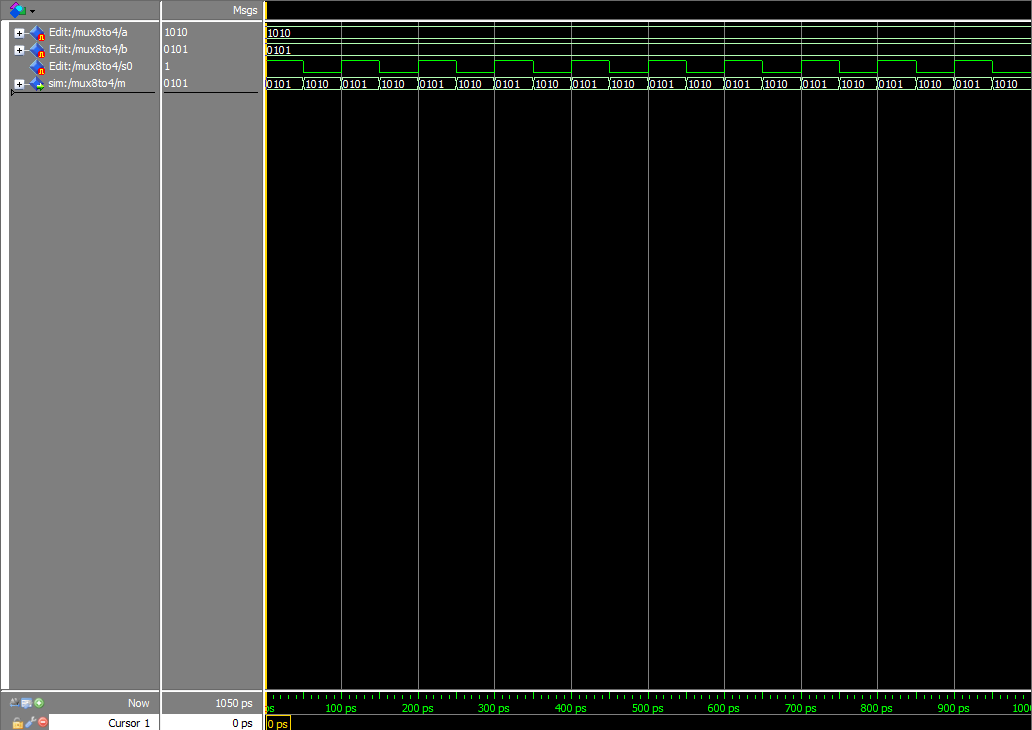 Msgs
Edit:/mux8to4/a 1010 1010
Edit:/mux8to4/b 0101 0101
Edit:/mux8to4/s0 1
sim:/mux8to4/m 0101 0101 1010 0101 1010 0101 1010 0101 1010 0101 1010 0101 1010 0101 1010 0101 1010 0101 1010 0101 1010
Now 1050 ps ps 100 ps 200 ps 300 ps 400 ps 500 ps 600 ps 700 ps 800 ps 900 ps 1000
Cursor 1 0 ps 0 ps